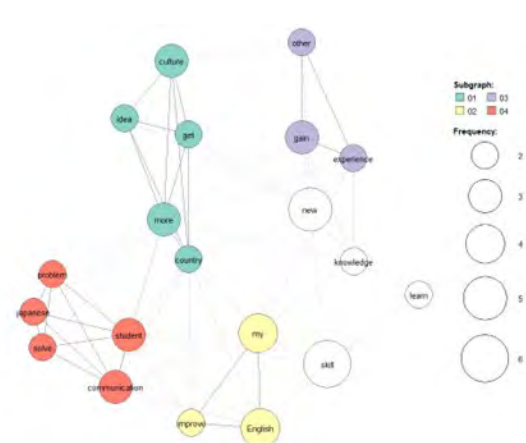 other
culture
Subgraph:
01 03
02 04
Frequency:
idea
get
gain
experience
2
new
3
more
country
knowledge
4
problem
learn
5
japanese
student
my
solve
skill
6
communication
improve
English